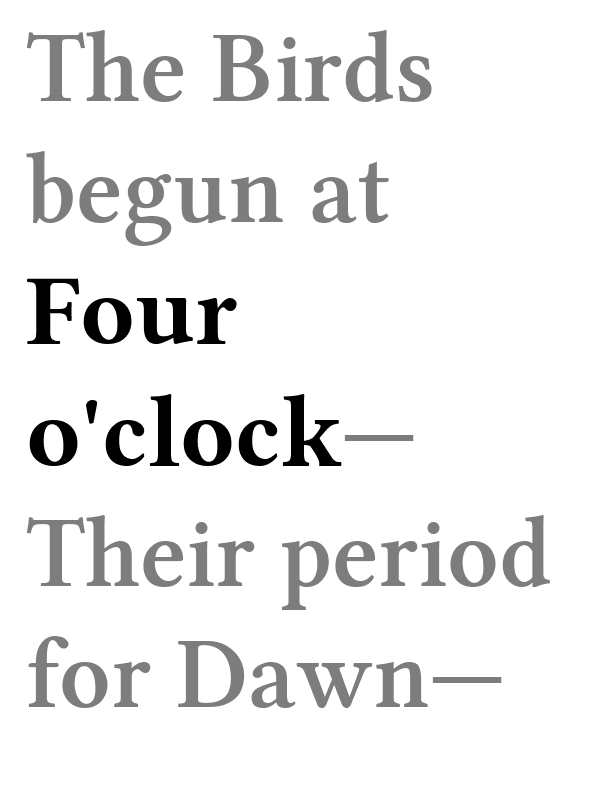 The Birds
begun at
Four
o'clock—
Their period
for Dawn—